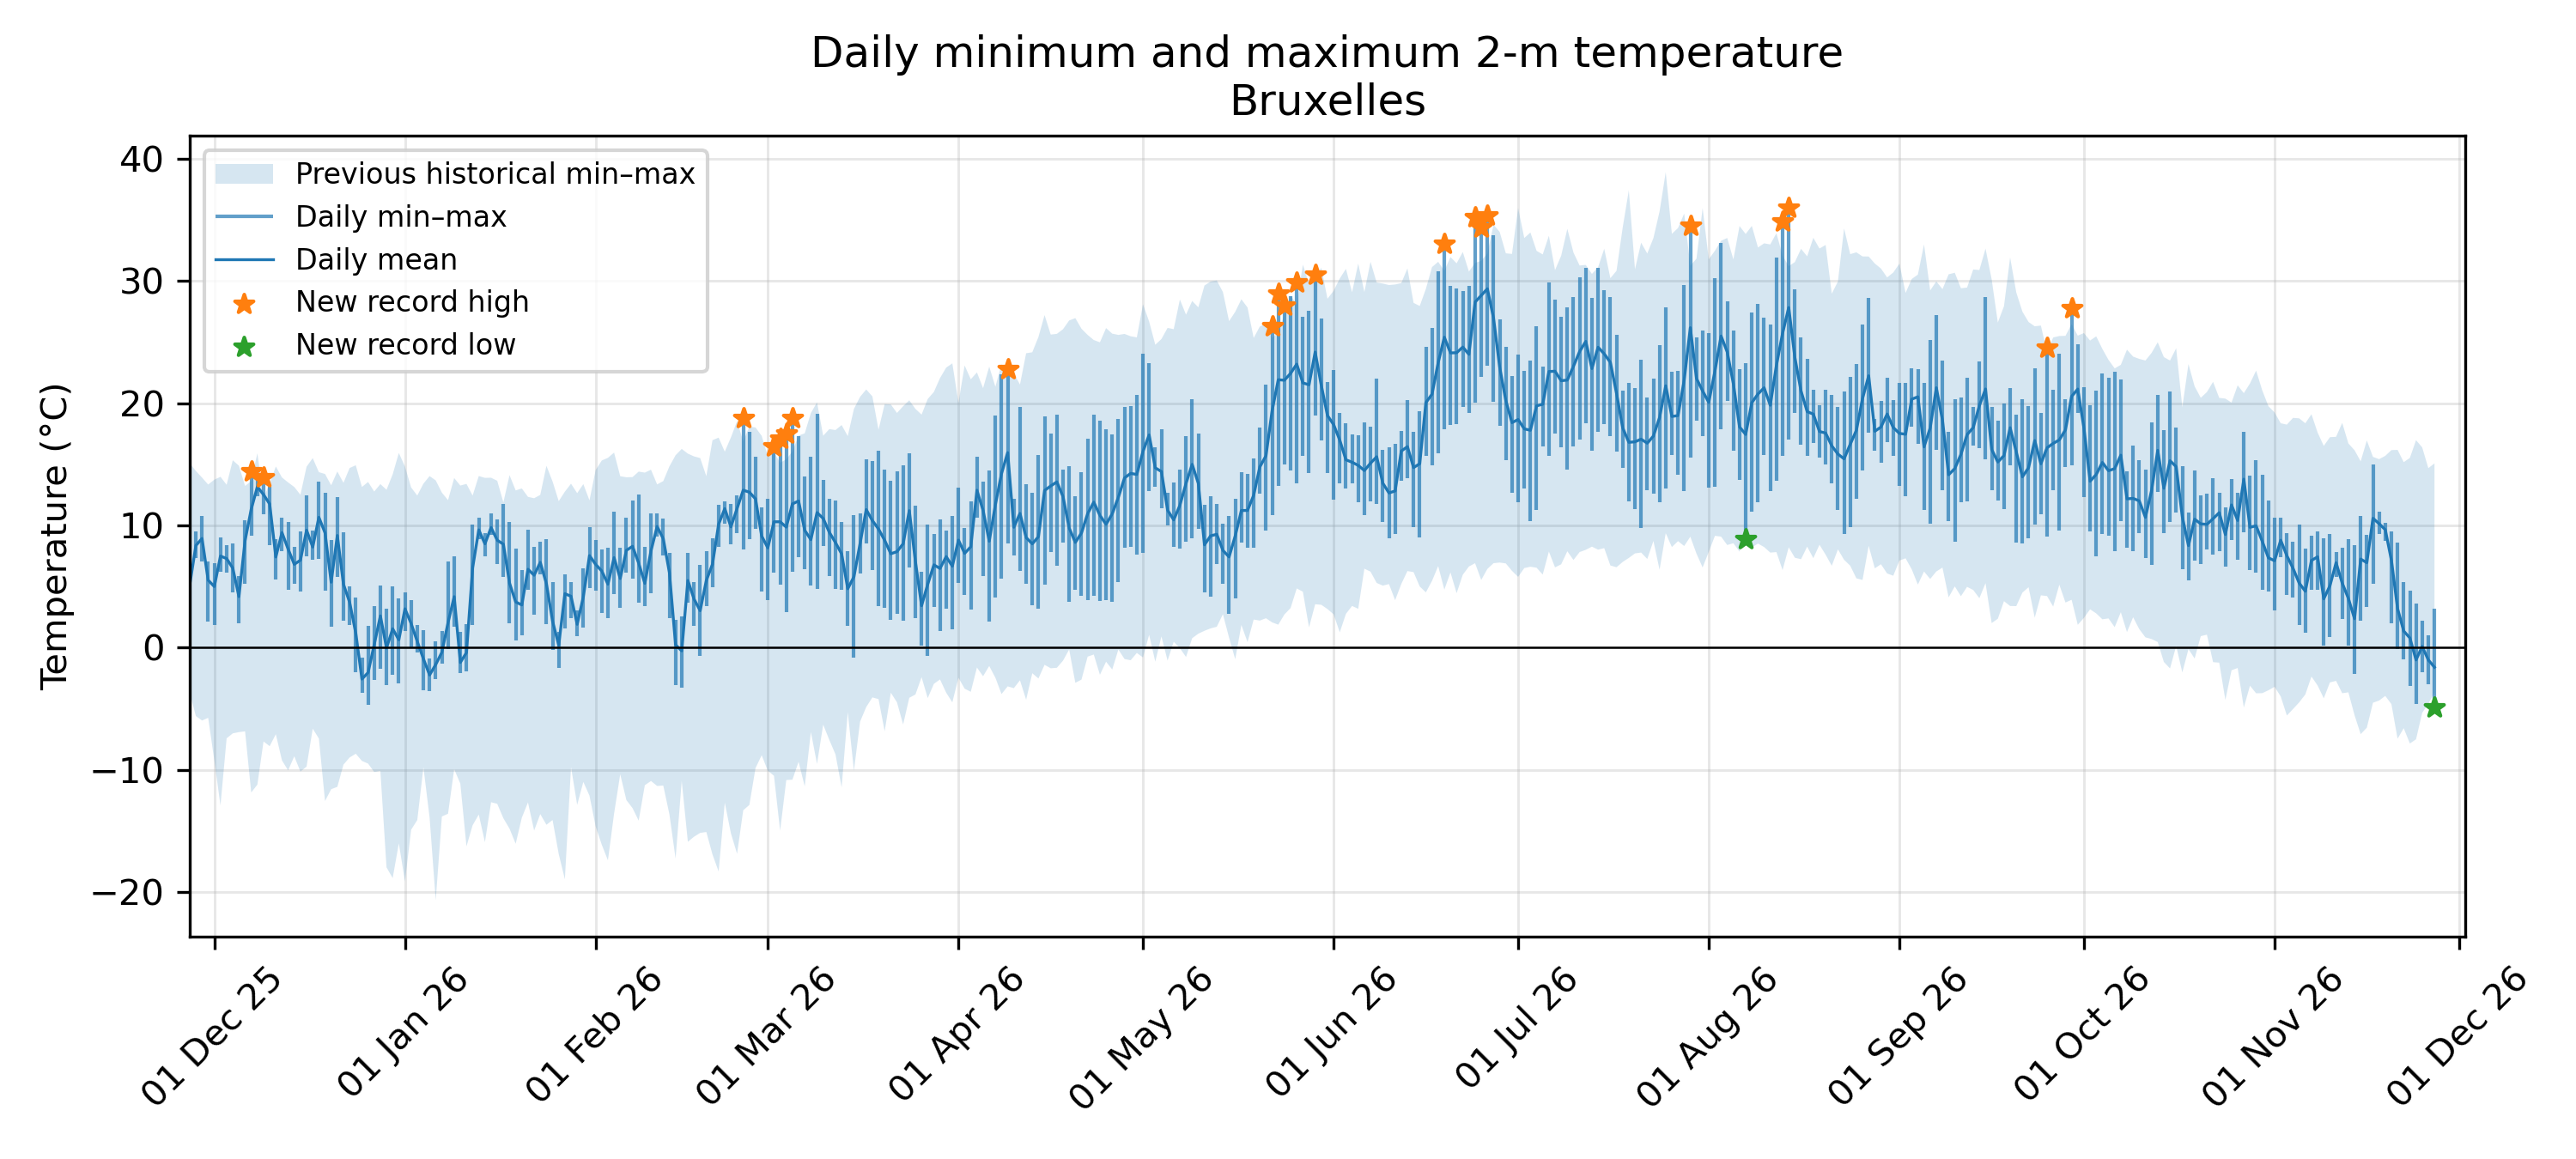 Daily minimum and maximum 2-m temperature
Bruxelles
Temperature (°C)
40
30
20
10
0
−10
−20
Previous historical min–max
Daily min–max
Daily mean
New record high
New record low
01 Dec 25
01 Jan 26
01 Feb 26
01 Mar 26
01 Apr 26
01 May 26
01 Jun 26
01 Jul 26
01 Aug 26
01 Sep 26
01 Oct 26
01 Nov 26
01 Dec 26